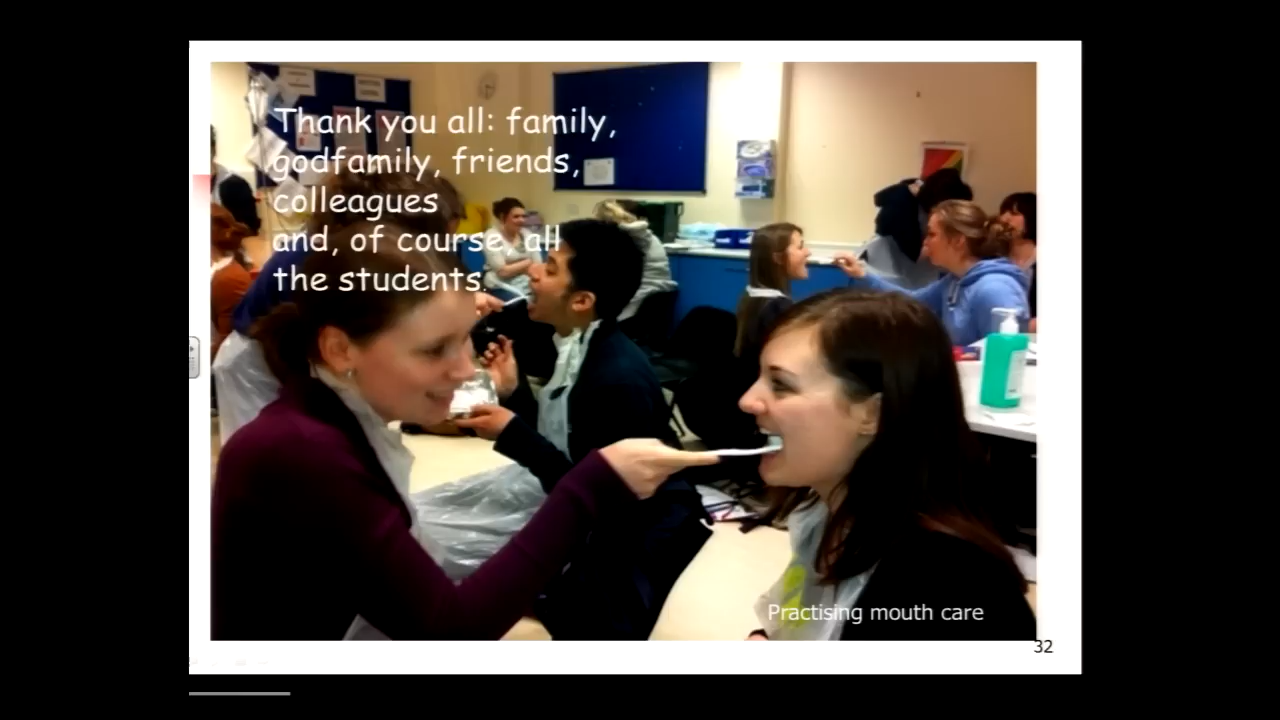 Thank you all: family,
godfamily, friends,
colleagues
and, of course, all
the students.
Practising mouth care
32